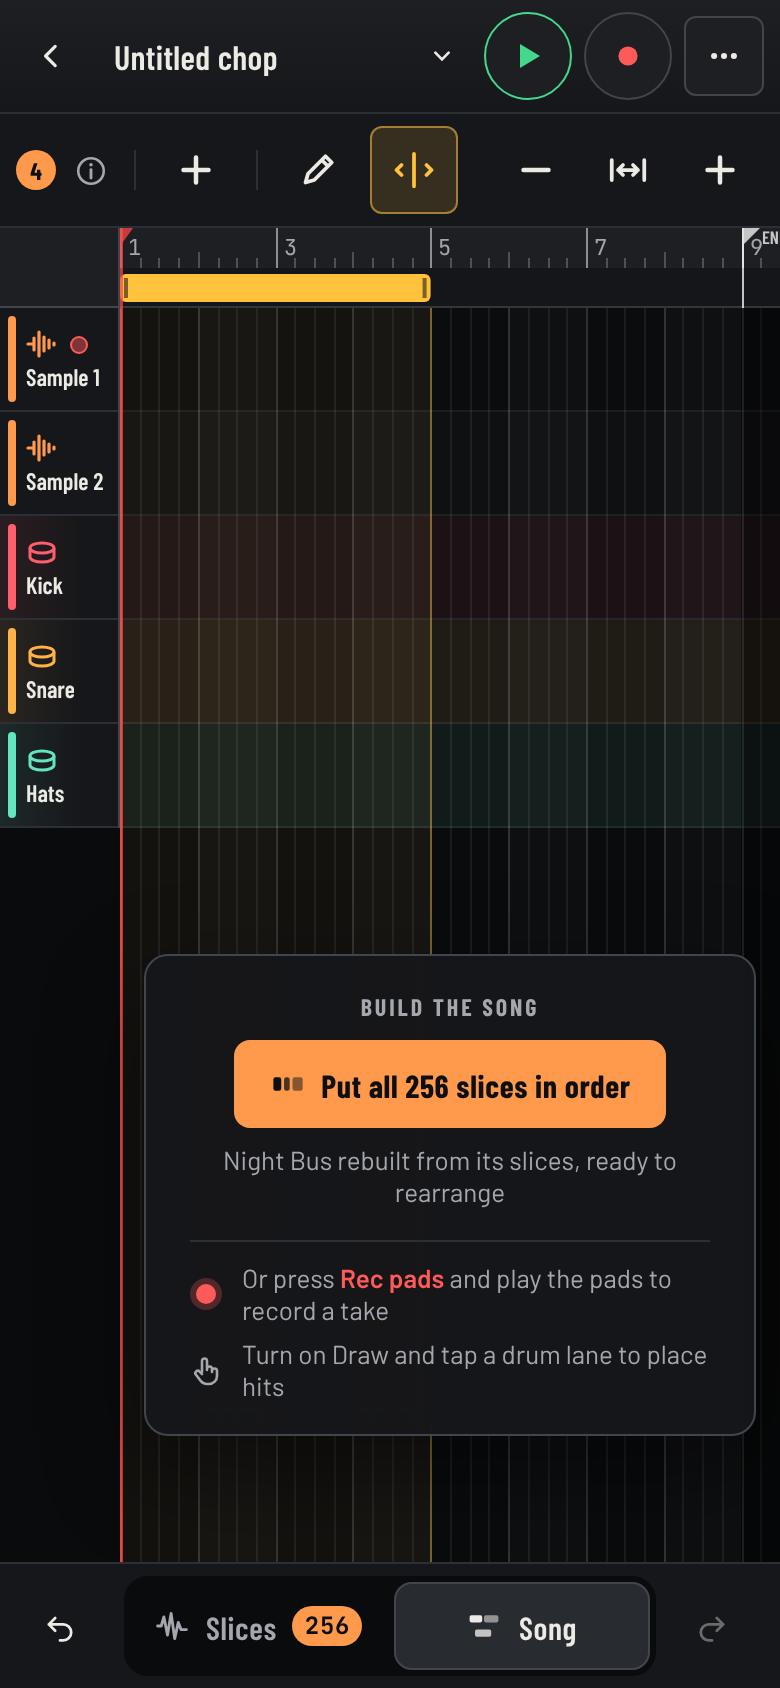 Untitled chop
4
1 3 5 7 9 EN
Sample 1
Sample 2
Kick
Snare
Hats
BUILD THE SONG
Put all 256 slices in order
Night Bus rebuilt from its slices, ready to
rearrange
Or press Rec pads and play the pads to
record a take
Turn on Draw and tap a drum lane to place
hits
Slices 256 Song